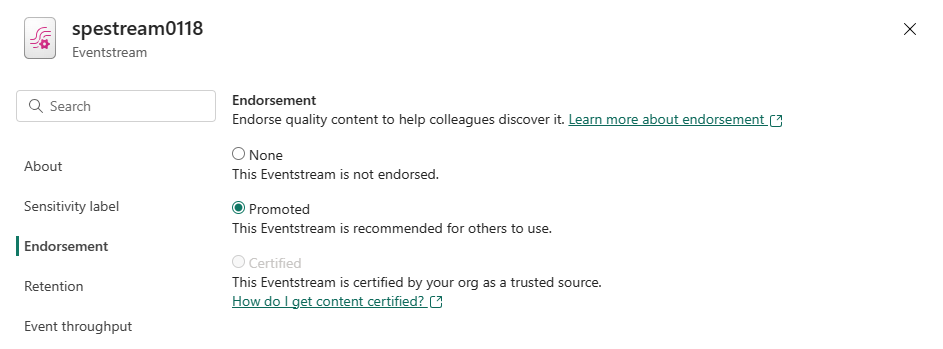 spestream0118
Eventstream
Search
About
Sensitivity label
Endorsement
Retention
Event throughput
Endorsement
Endorse quality content to help colleagues discover it. Learn more about endorsement
None
This Eventstream is not endorsed.
Promoted
This Eventstream is recommended for others to use.
Certified
This Eventstream is certified by your org as a trusted source.
How do I get content certified?